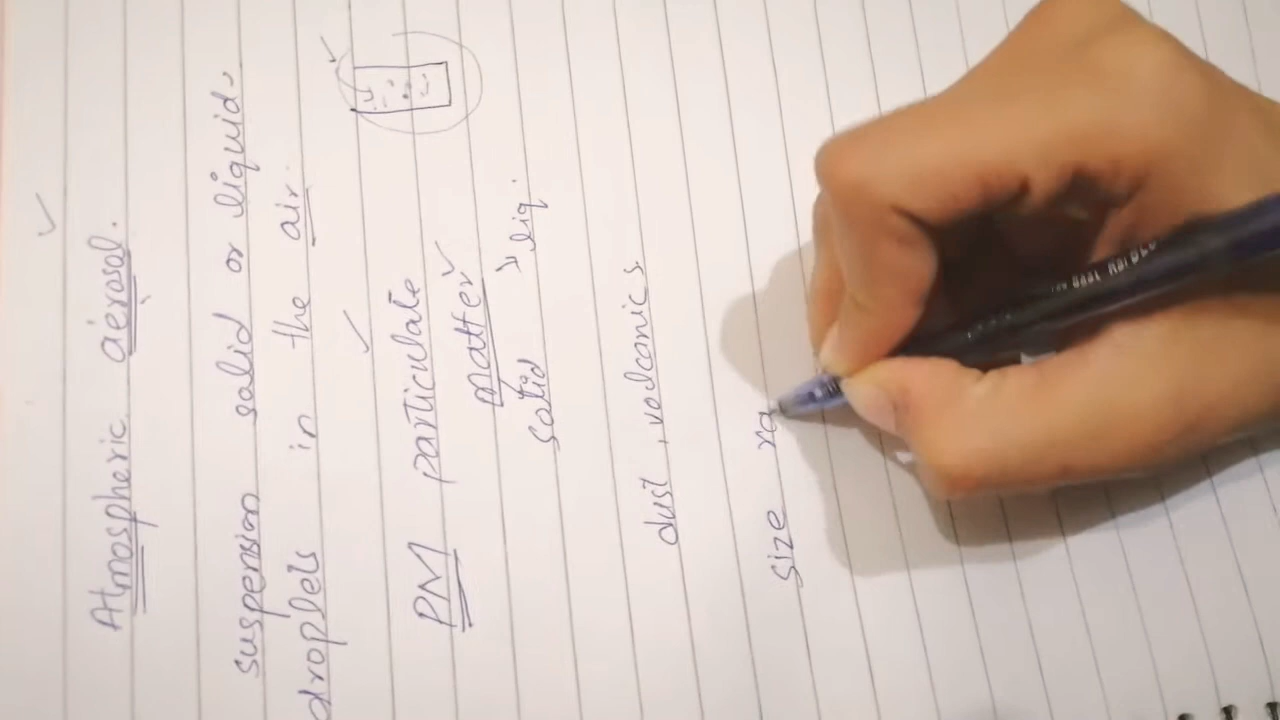 Atmospheric aerosol.
suspension solid or liquid.
droplets in the air.
PM particulate
matter
solid liq.
dust, volcanics
size ra